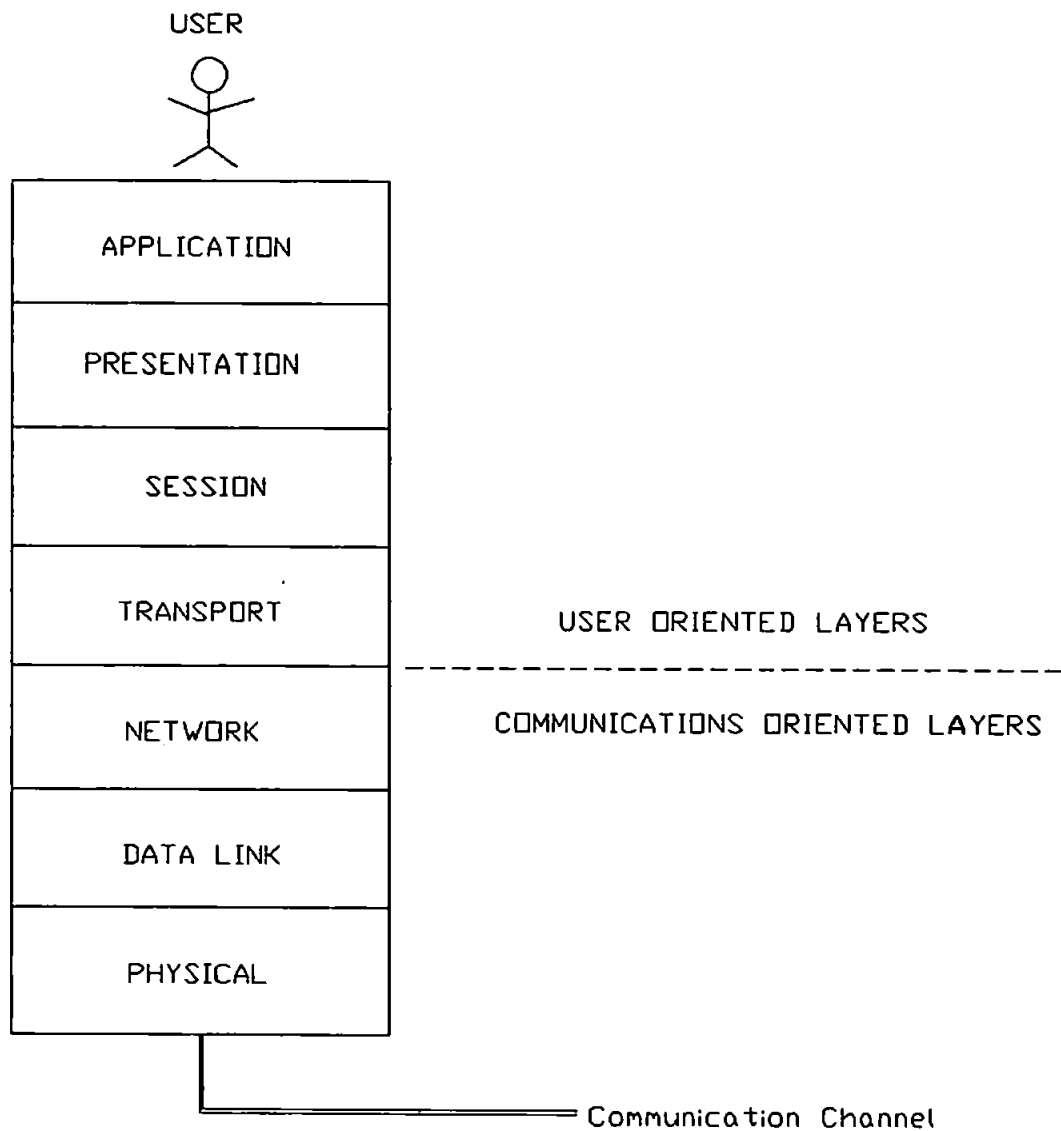 USER
APPLICATION
PRESENTATION
SESSION
TRANSPORT
USER ORIENTED LAYERS
NETWORK
COMMUNICATIONS ORIENTED LAYERS
DATA LINK
PHYSICAL
Communication Channel